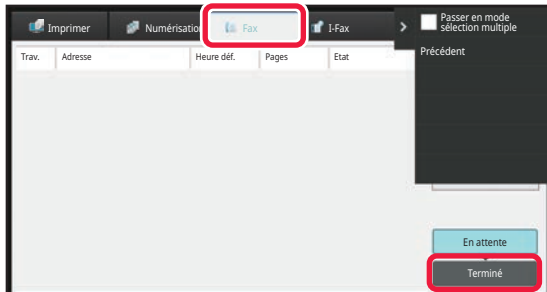 Imprimer
Numérisation
Fax
I-Fax
Passer en mode
sélection multiple
Précédent
Trav.
Adresse
Heure déf.
Pages
Etat
En attente
Terminé